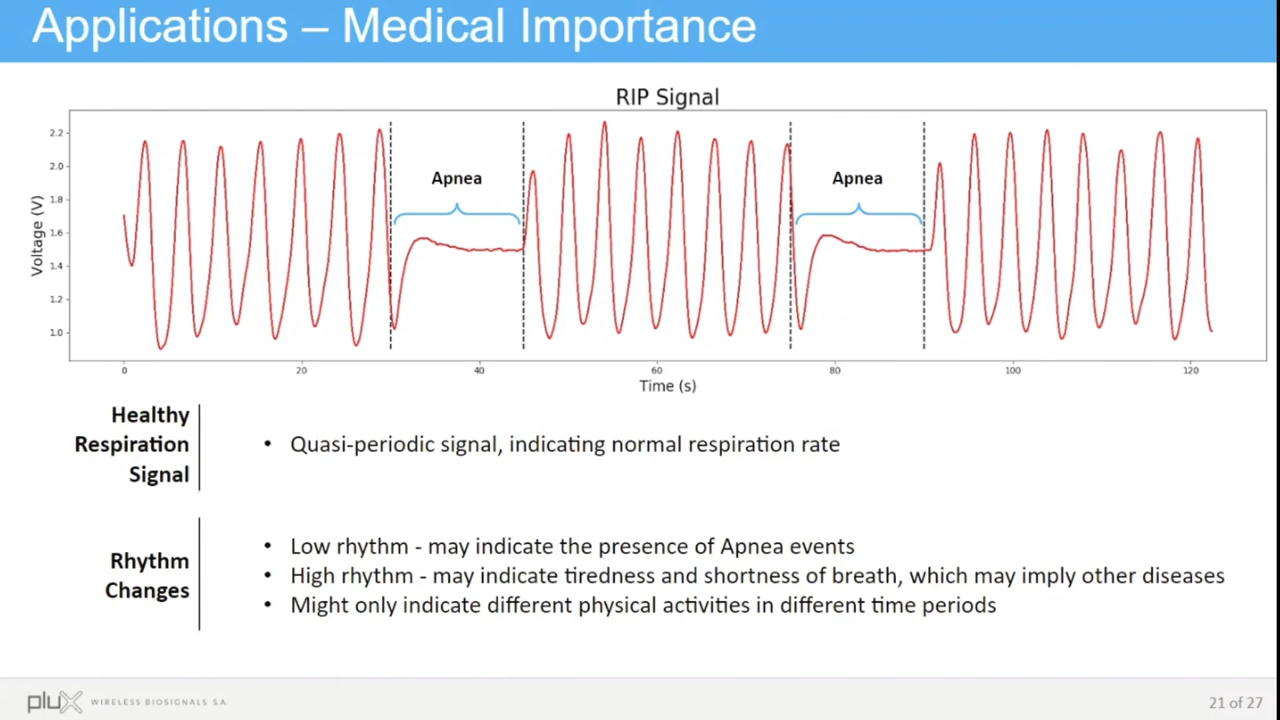 Applications – Medical Importance
RIP Signal
Voltage (V)
2.2
2.0
1.8
1.6
1.4
1.2
1.0
Apnea
Apnea
0 20 40 60 80 100 120
Time (s)
Healthy
Respiration
Signal
• Quasi-periodic signal, indicating normal respiration rate
Rhythm
Changes
• Low rhythm - may indicate the presence of Apnea events
• High rhythm - may indicate tiredness and shortness of breath, which may imply other diseases
• Might only indicate different physical activities in different time periods
plux WIRELESS BIOSIGNALS S.A.
21 of 27